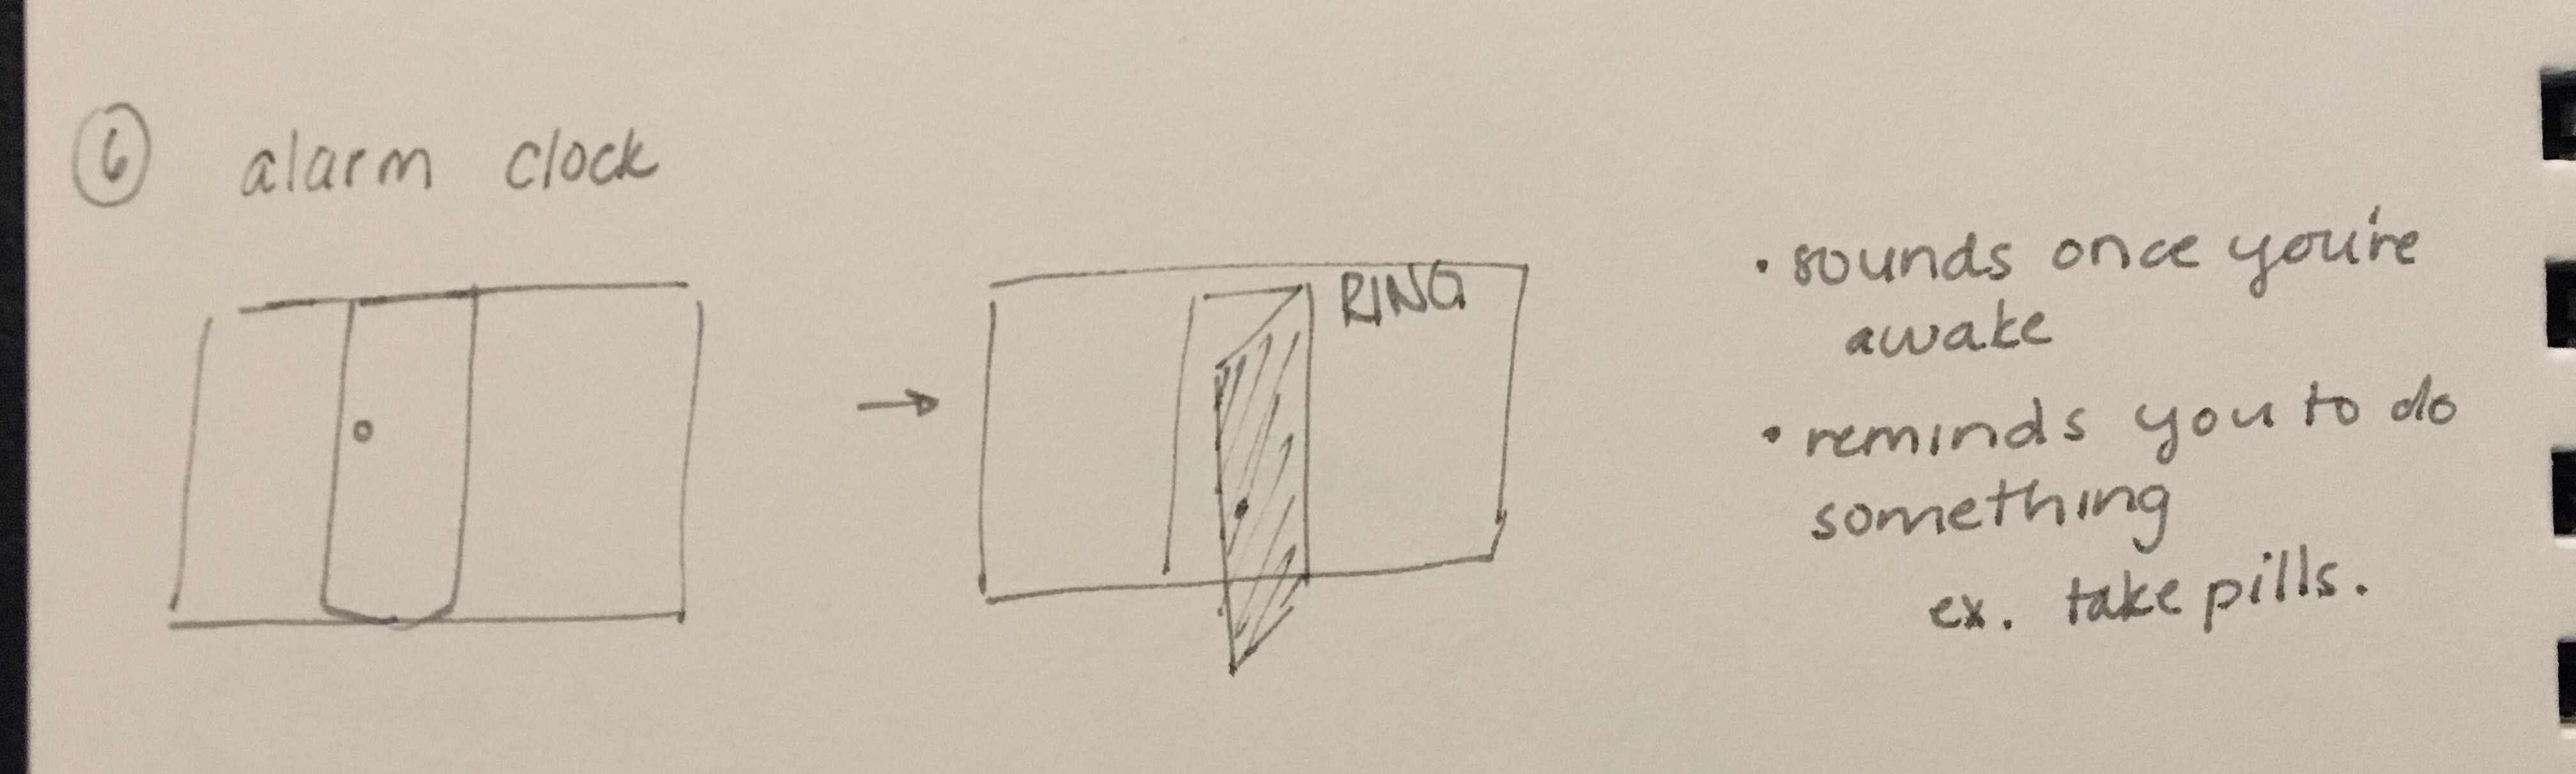 6 alarm clock
RING
· sounds once you're
awake
· reminds you to do
something
ex. take pills.